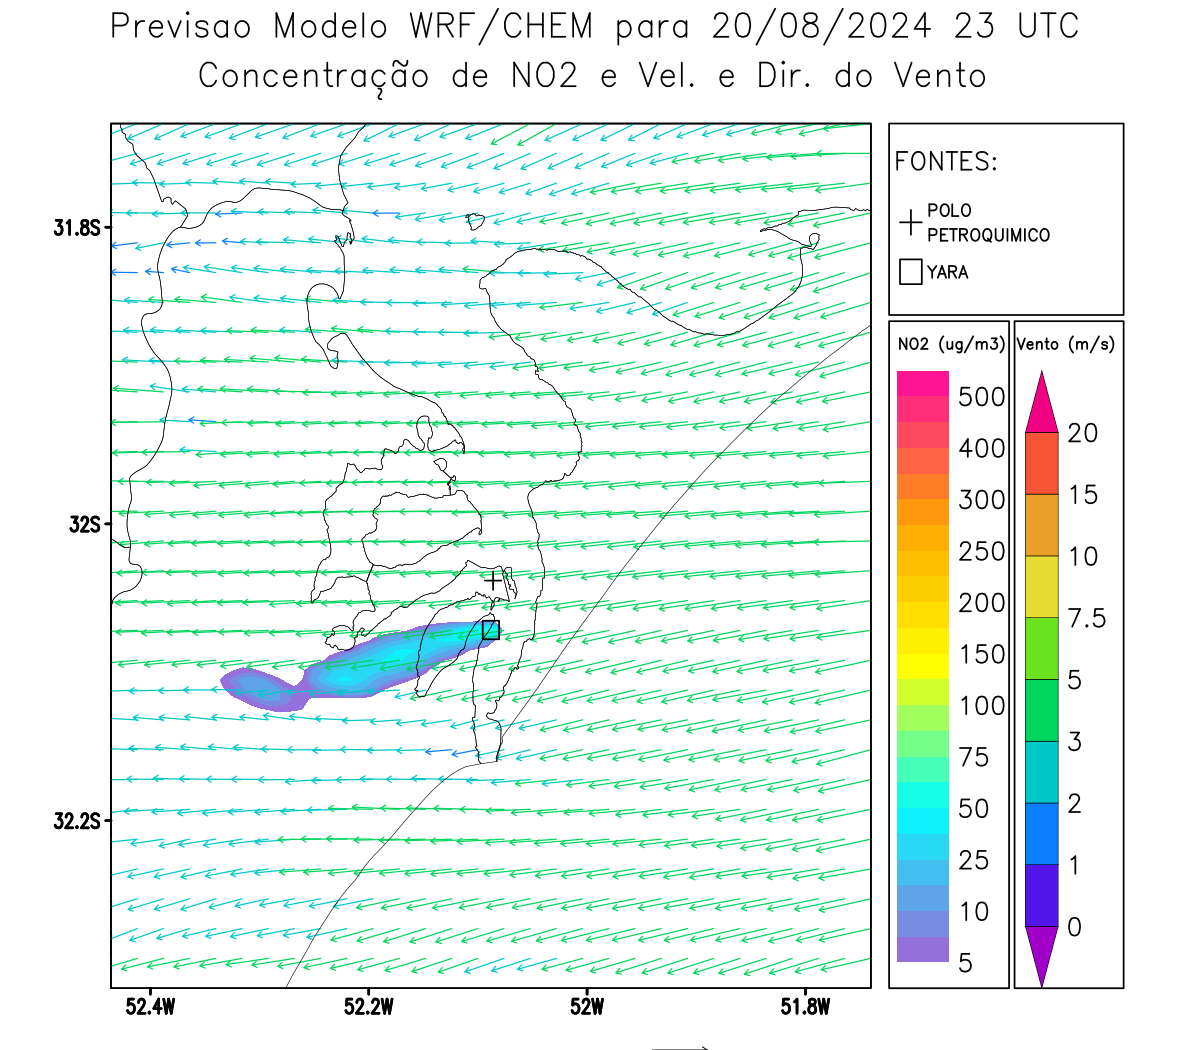 Previsao Modelo WRF/CHEM para 20/08/2024 23 UTC
Concentração de NO2 e Vel. e Dir. do Vento
FONTES:
POLO
PETROQUIMICO
YARA
NO2 (ug/m3)
500
400
300
250
200
150
100
75
50
25
10
5
Vento (m/s)
20
15
10
7.5
5
3
2
1
0
31.8S
32S
32.2S
52.4W 52.2W 52W 51.8W